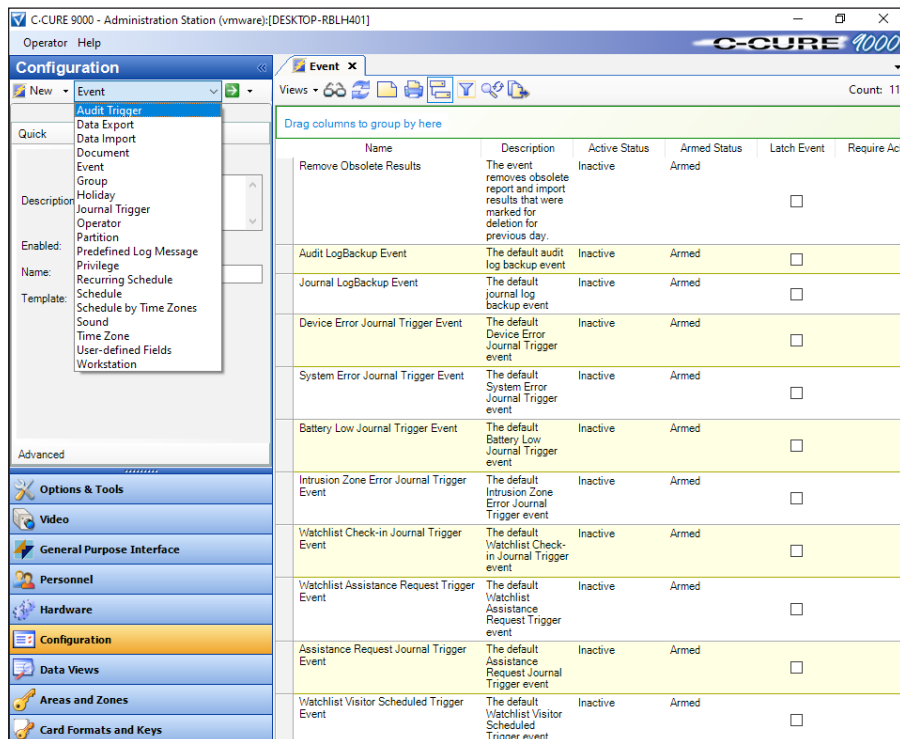 C•CURE 9000 - Administration Station (vmware):[DESKTOP-RBLH401]
Operator Help
C-CURE 9000
Configuration
New
Event
Audit Trigger
Data Export
Data Import
Document
Event
Group
Holiday
Journal Trigger
Operator
Partition
Predefined Log Message
Privilege
Recurring Schedule
Schedule
Schedule by Time Zones
Sound
Time Zone
User-defined Fields
Workstation
Quick
Description
Enabled:
Name:
Template:
Advanced
Options & Tools
Video
General Purpose Interface
Personnel
Hardware
Configuration
Data Views
Areas and Zones
Card Formats and Keys
Event
Views
Count: 11
Drag columns to group by here
Name Description Active Status Armed Status Latch Event Require Ac
Remove Obsolete Results
The event
removes obsolete
report and import
results that were
marked for
deletion for
previous day.
Inactive
Armed
Audit LogBackup Event
The default audit
log backup event
Inactive
Armed
Journal LogBackup Event
The default
journal log
backup event
Inactive
Armed
Device Error Journal Trigger Event
The default
Device Error
Journal Trigger
event
Inactive
Armed
System Error Journal Trigger Event
The default
System Error
Journal Trigger
event
Inactive
Armed
Battery Low Journal Trigger Event
The default
Battery Low
Journal Trigger
event
Inactive
Armed
Intrusion Zone Error Journal Trigger
Event
The default
Intrusion Zone
Error Journal
Trigger event
Inactive
Armed
Watchlist Check-in Journal Trigger
Event
The default
Watchlist Check-
in Journal Trigger
event
Inactive
Armed
Watchlist Assistance Request Trigger
Event
The default
Watchlist
Assistance
Request Trigger
event
Inactive
Armed
Assistance Request Journal Trigger
Event
The default
Assistance
Request Journal
Trigger event
Inactive
Armed
Watchlist Visitor Scheduled Trigger
Event
The default
Watchlist Visitor
Scheduled
Trigger event
Inactive
Armed